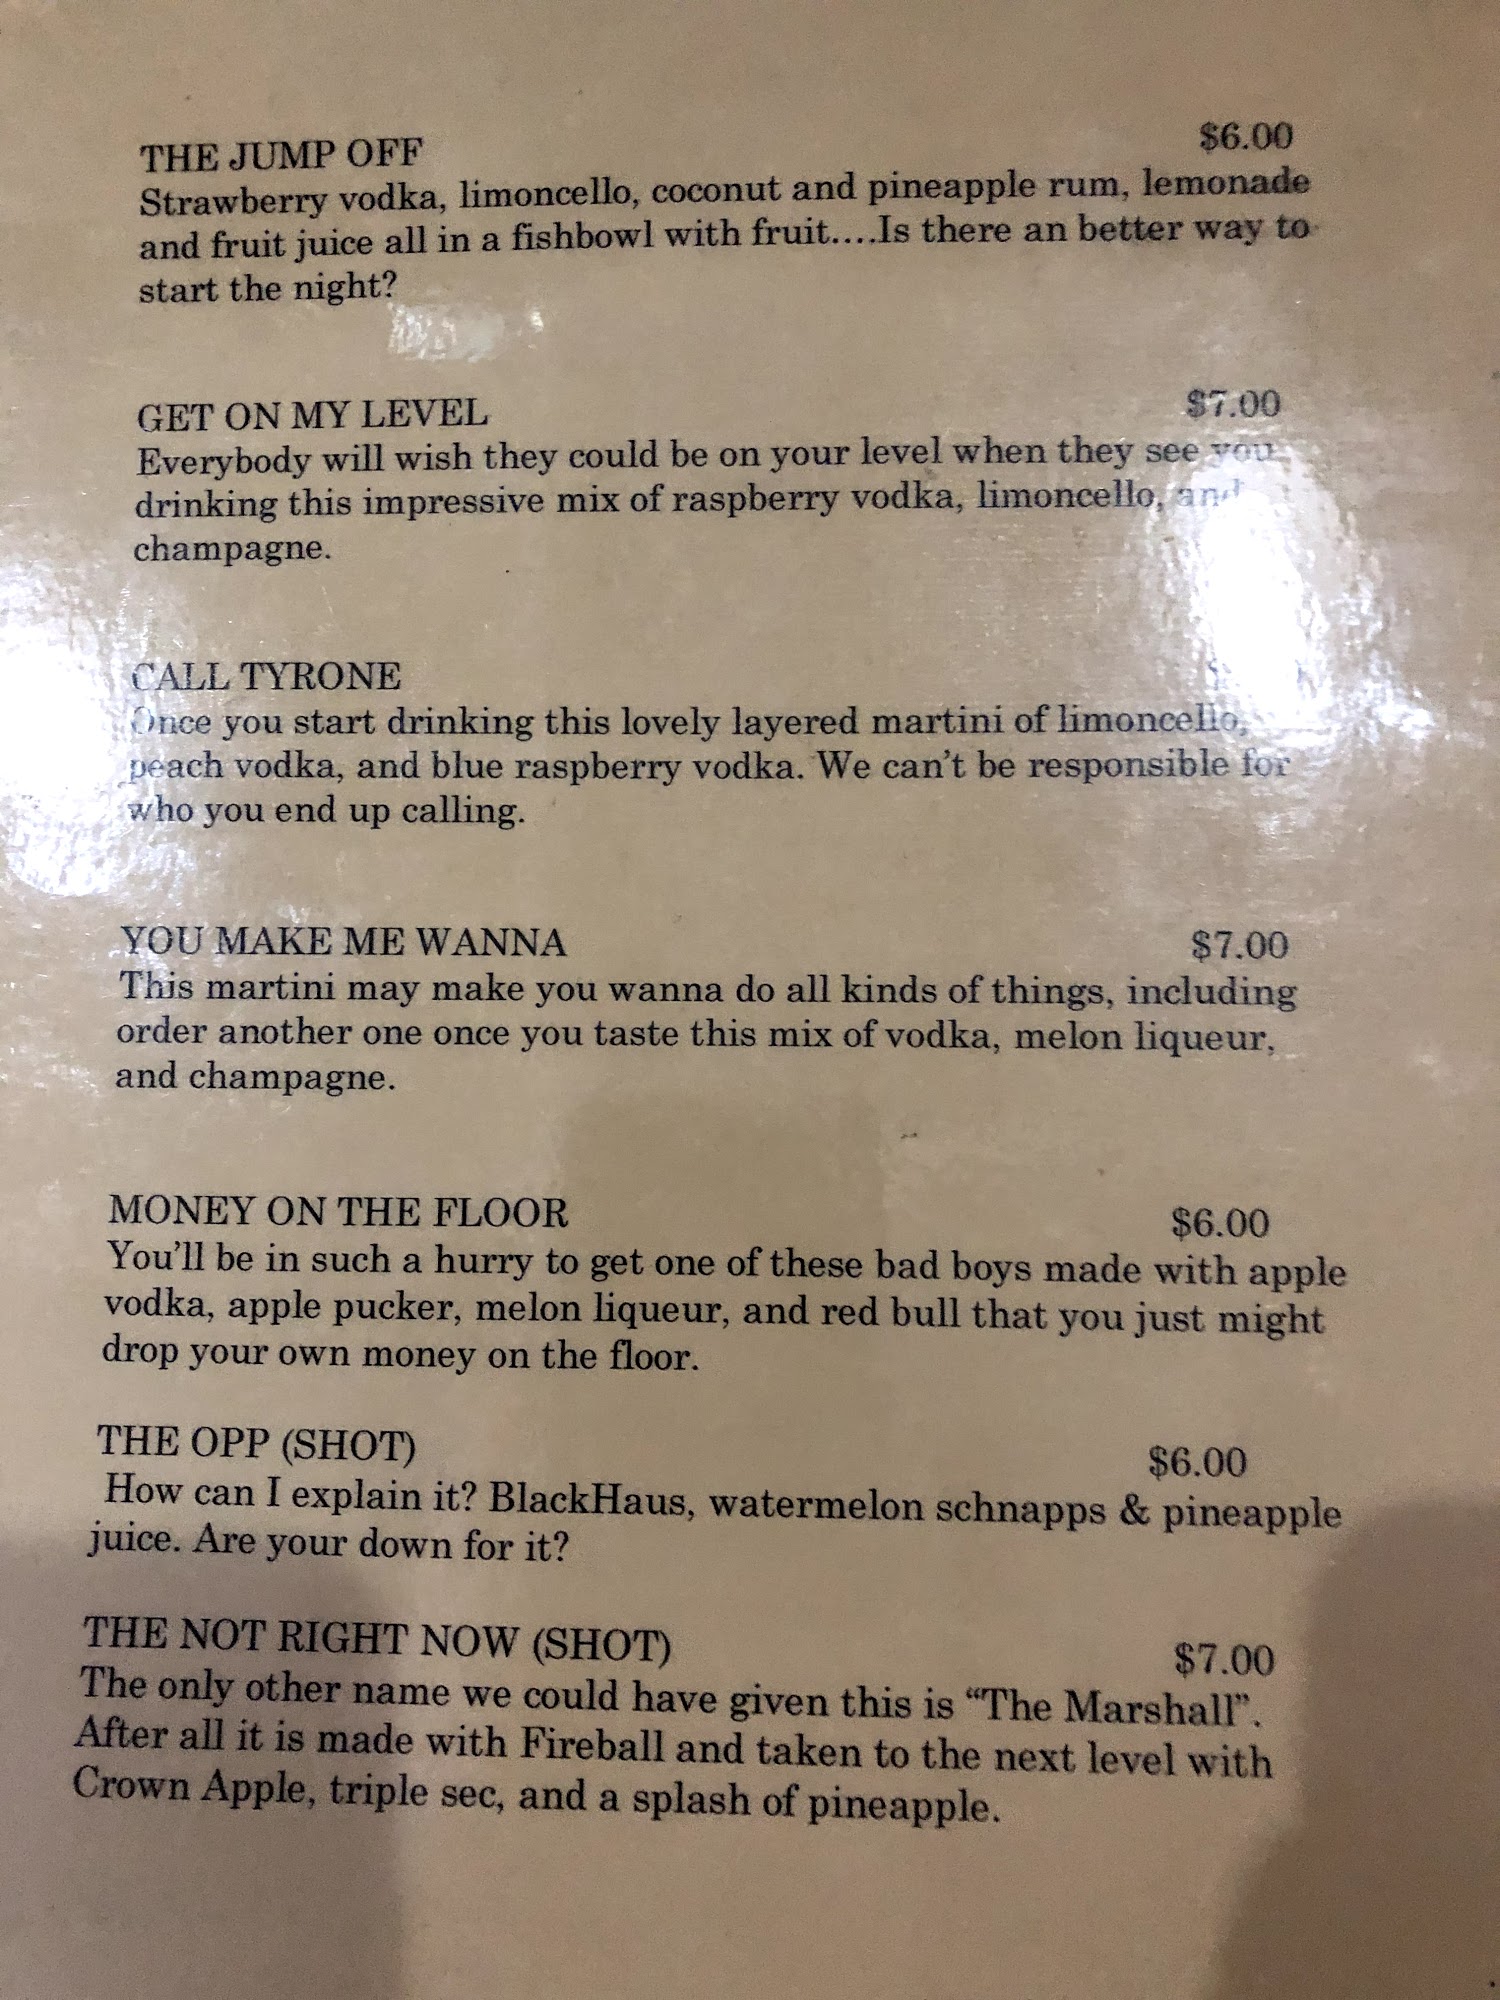 THE JUMP OFF $6.00
Strawberry vodka, limoncello, coconut and pineapple rum, lemonade
and fruit juice all in a fishbowl with fruit....Is there an better way to
start the night?
GET ON MY LEVEL $7.00
Everybody will wish they could be on your level when they see you
drinking this impressive mix of raspberry vodka, limoncello, and
champagne.
CALL TYRONE
Once you start drinking this lovely layered martini of limoncello,
peach vodka, and blue raspberry vodka. We can't be responsible for
who you end up calling.
YOU MAKE ME WANNA $7.00
This martini may make you wanna do all kinds of things, including
order another one once you taste this mix of vodka, melon liqueur,
and champagne.
MONEY ON THE FLOOR $6.00
You'll be in such a hurry to get one of these bad boys made with apple
vodka, apple pucker, melon liqueur, and red bull that you just might
drop your own money on the floor.
THE OPP (SHOT) $6.00
How can I explain it? BlackHaus, watermelon schnapps & pineapple
juice. Are your down for it?
THE NOT RIGHT NOW (SHOT) $7.00
The only other name we could have given this is “The Marshall”.
After all it is made with Fireball and taken to the next level with
Crown Apple, triple sec, and a splash of pineapple.